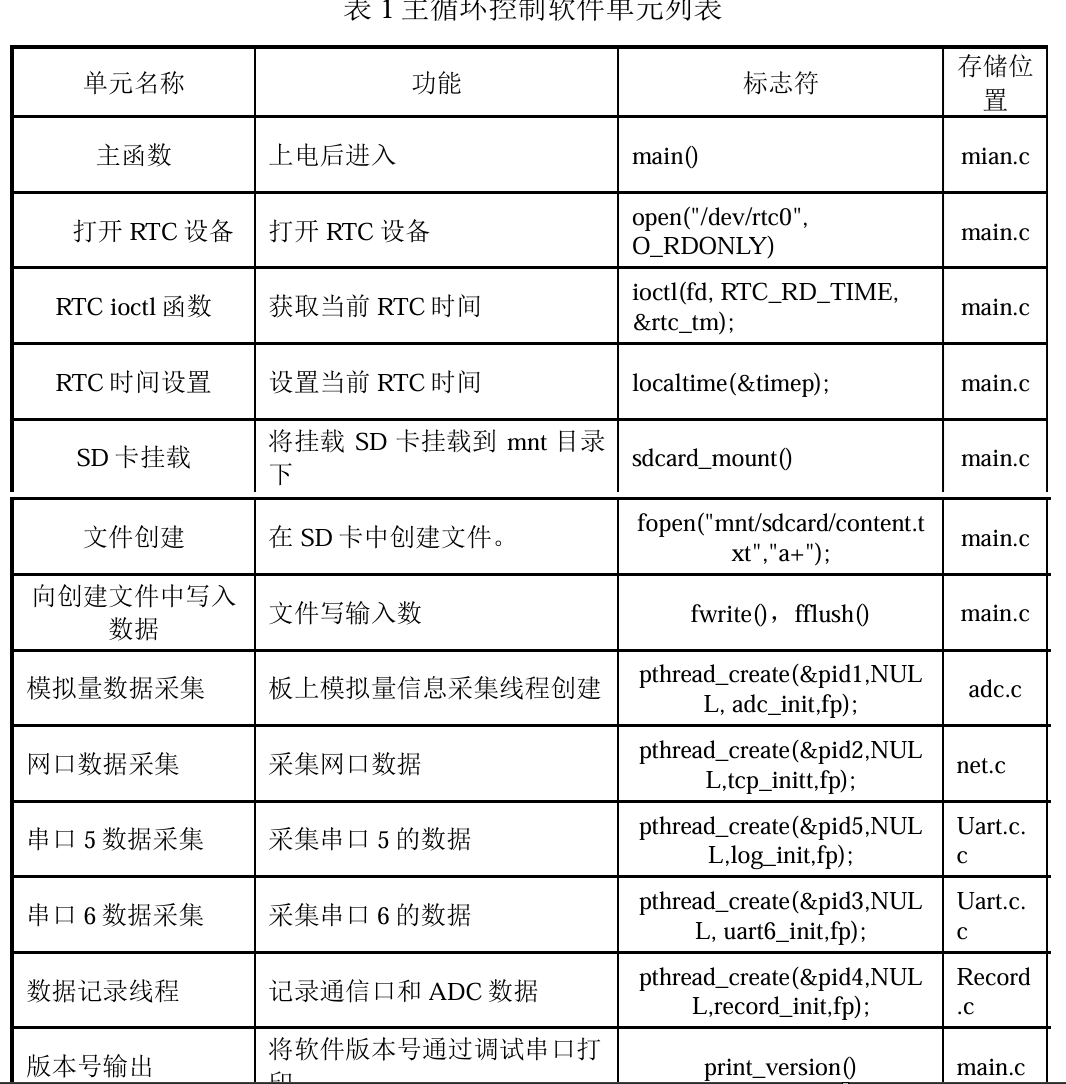 表 1 主循环控制软件单元列表
单元名称
功能
标志符
存储位
置
主函数
上电后进入
main()
mian.c
打开 RTC 设备
打开 RTC 设备
open("/dev/rtc0",
O_RDONLY)
main.c
RTC ioctl 函数
获取当前 RTC 时间
ioctl(fd, RTC_RD_TIME,
&rtc_tm);
main.c
RTC 时间设置
设置当前 RTC 时间
localtime(&timep);
main.c
SD 卡挂载
将挂载 SD 卡挂载到 mnt 目录
下
sdcard_mount()
main.c
文件创建
在 SD 卡中创建文件。
fopen("mnt/sdcard/content.t
xt","a+");
main.c
向创建文件中写入
数据
文件写输入数
fwrite()，fflush()
main.c
模拟量数据采集
板上模拟量信息采集线程创建
pthread_create(&pid1,NUL
L, adc_init,fp);
adc.c
网口数据采集
采集网口数据
pthread_create(&pid2,NUL
L,tcp_initt,fp);
net.c
串口 5 数据采集
采集串口 5 的数据
pthread_create(&pid5,NUL
L,log_init,fp);
Uart.c.
c
串口 6 数据采集
采集串口 6 的数据
pthread_create(&pid3,NUL
L, uart6_init,fp);
Uart.c.
c
数据记录线程
记录通信口和 ADC 数据
pthread_create(&pid4,NUL
L,record_init,fp);
Record
.c
版本号输出
将软件版本号通过调试串口打
print_version()
main.c